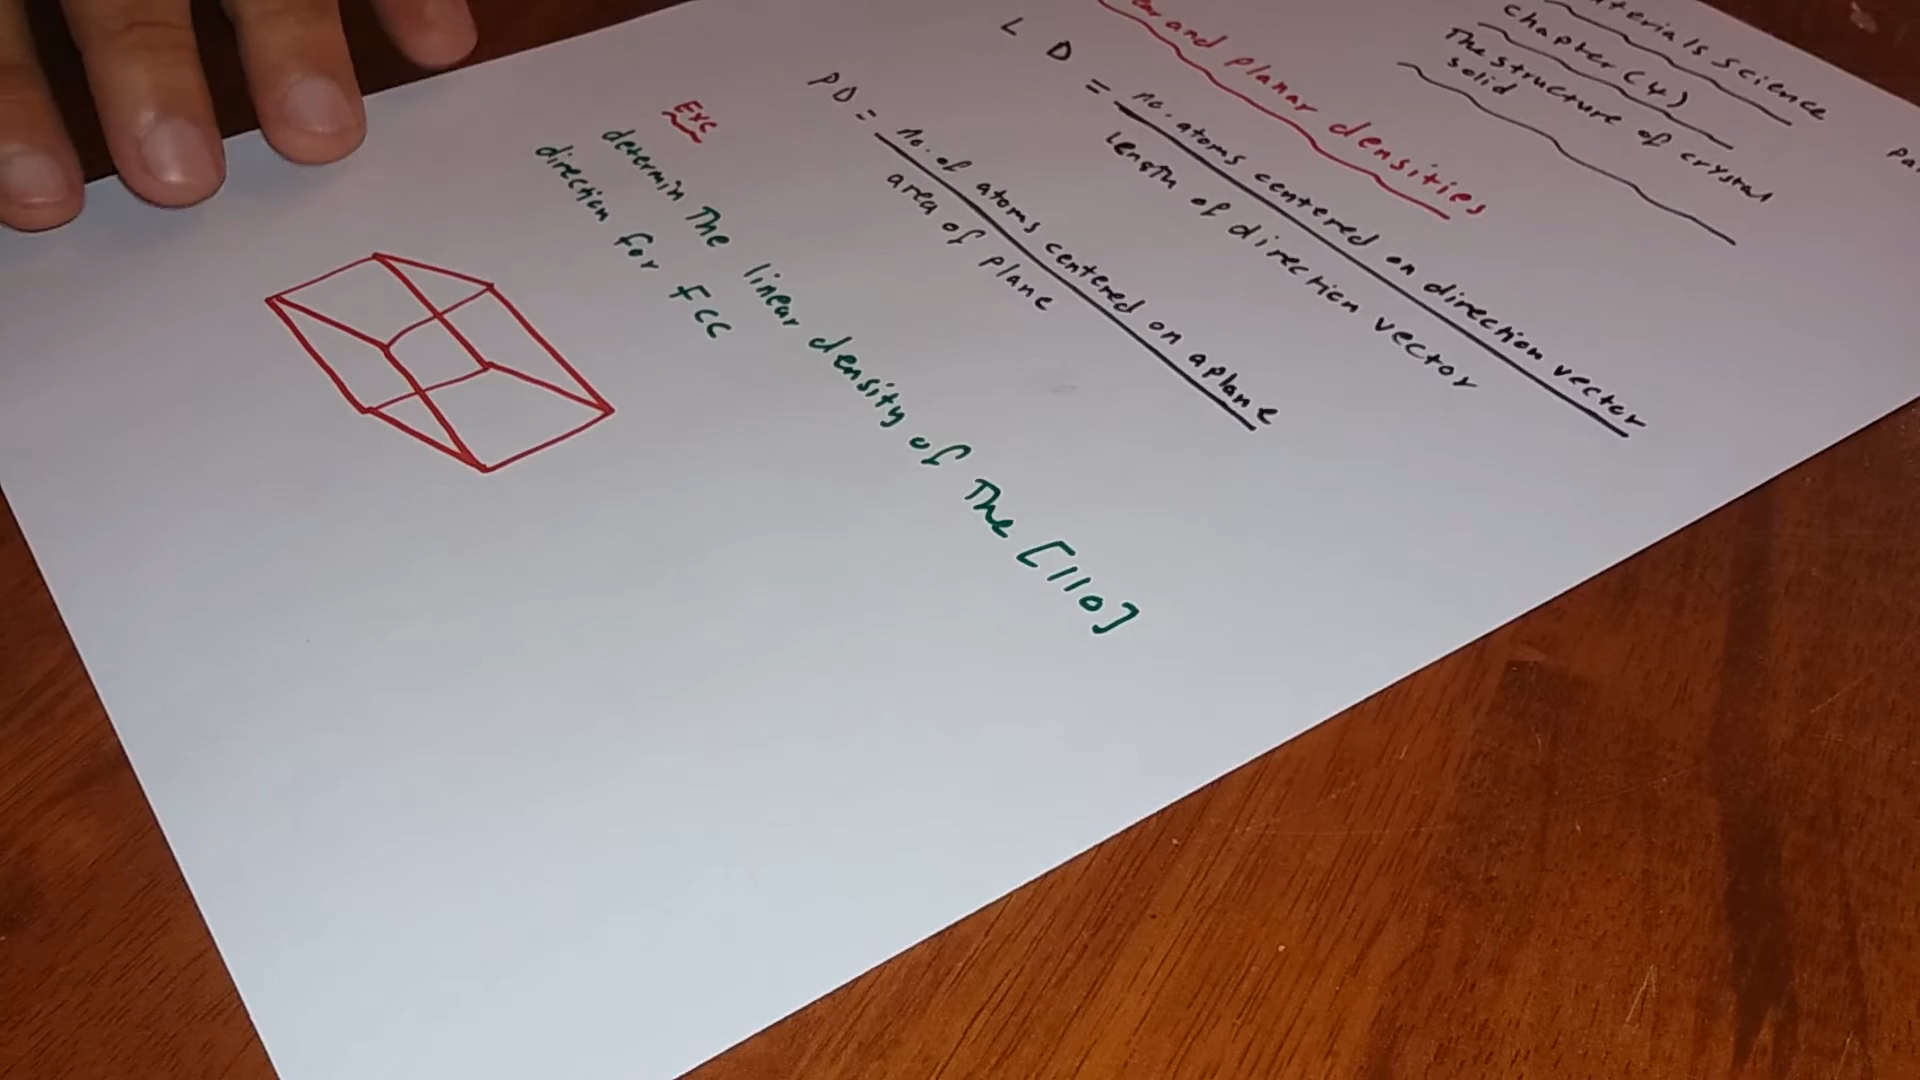 Science
chapter (4)
The structure of crystal
solid
and planar densities
L D = no. atoms centered on direction vector
Length of direction vector
PD = no. of atoms centered on a plane
area of plane
Exc
determin The linear density of The [110]
direction for FCC